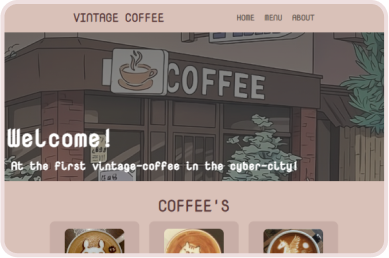 VINTAGE COFFEE
HOME MENU ABOUT
COFFEE
Welcome!
At the first vintage-coffee in the cyber-city!
COFFEE'S